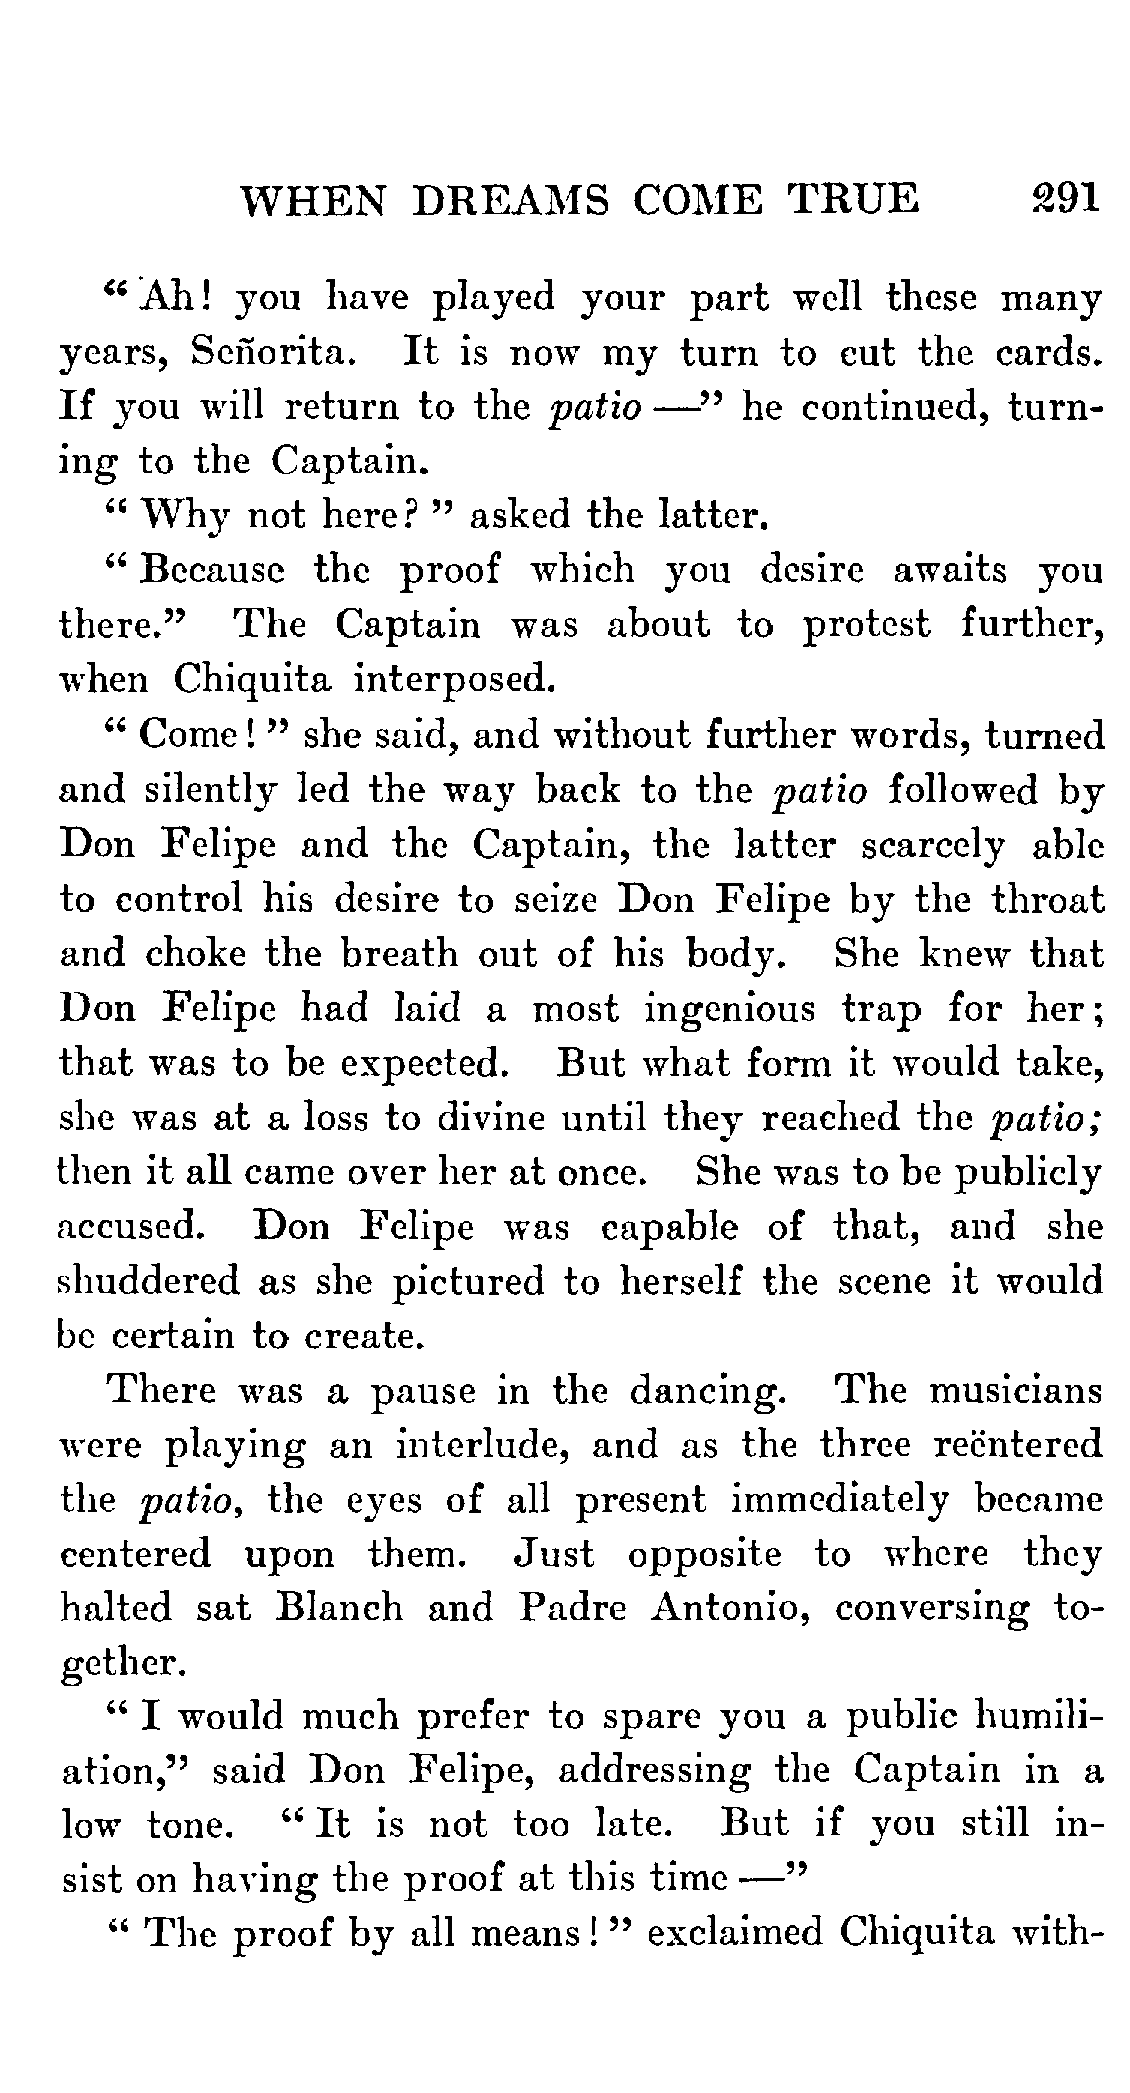 WHEN DREAMS COME TRUE 291
"Ah! you have played your part well these many
years, Señorita. It is now my turn to cut the cards.
If you will return to the patio —" he continued, turn-
ing to the Captain.
"Why not here?" asked the latter.
"Because the proof which you desire awaits you
there." The Captain was about to protest further,
when Chiquita interposed.
"Come!" she said, and without further words, turned
and silently led the way back to the patio followed by
Don Felipe and the Captain, the latter scarcely able
to control his desire to seize Don Felipe by the throat
and choke the breath out of his body. She knew that
Don Felipe had laid a most ingenious trap for her;
that was to be expected. But what form it would take,
she was at a loss to divine until they reached the patio;
then it all came over her at once. She was to be publicly
accused. Don Felipe was capable of that, and she
shuddered as she pictured to herself the scene it would
be certain to create.
There was a pause in the dancing. The musicians
were playing an interlude, and as the three reëntered
the patio, the eyes of all present immediately became
centered upon them. Just opposite to where they
halted sat Blanch and Padre Antonio, conversing to-
gether.
"I would much prefer to spare you a public humili-
ation," said Don Felipe, addressing the Captain in a
low tone. "It is not too late. But if you still in-
sist on having the proof at this time —"
"The proof by all means!" exclaimed Chiquita with-